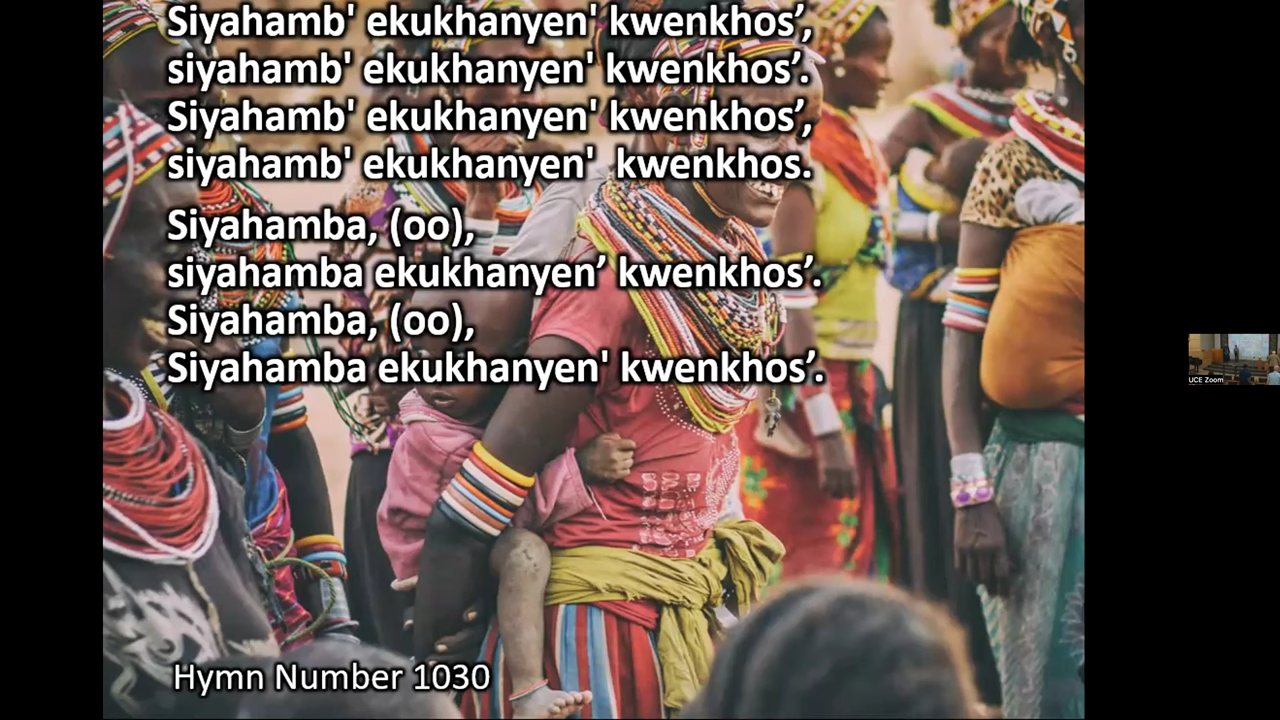 Siyahamb' ekukhanyen' kwenkhos’,
siyahamb' ekukhanyen' kwenkhos’.
Siyahamb' ekukhanyen' kwenkhos’,
siyahamb' ekukhanyen' kwenkhos.
Siyahamba, (oo),
siyahamba ekukhanyen’ kwenkhos’.
Siyahamba, (oo),
Siyahamba ekukhanyen' kwenkhos’.
Hymn Number 1030
UCE Zoom